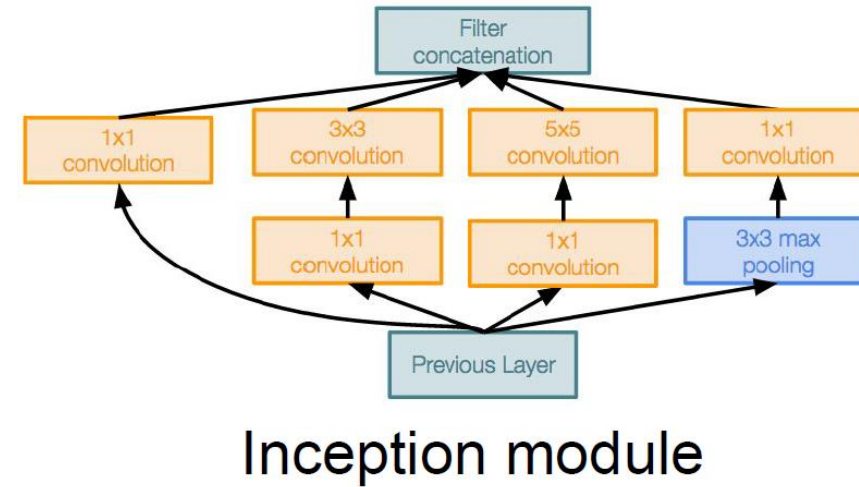 Filter
concatenation
1x1
convolution
3x3
convolution
5x5
convolution
1x1
convolution
1x1
convolution
1x1
convolution
3x3 max
pooling
Previous Layer
Inception module